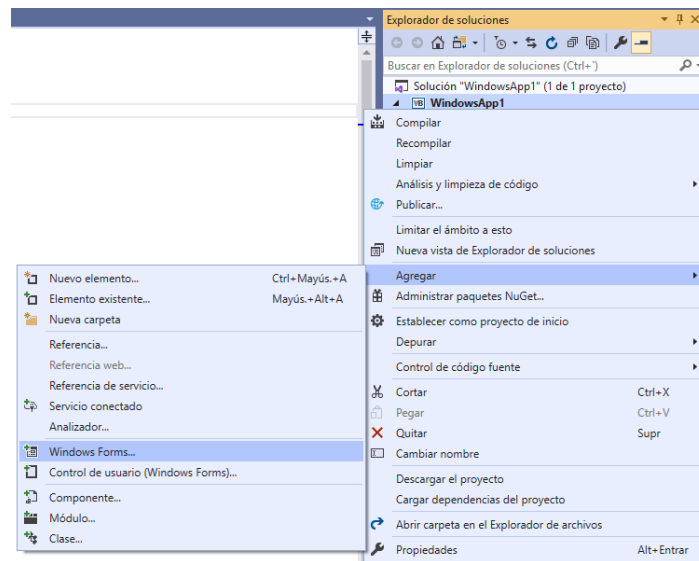 Explorador de soluciones
Buscar en Explorador de soluciones (Ctrl+`)
Solución "WindowsApp1" (1 de 1 proyecto)
VB WindowsApp1
Compilar
Recompilar
Limpiar
Análisis y limpieza de código
Publicar...
Limitar el ámbito a esto
Nueva vista de Explorador de soluciones
Agregar
Administrar paquetes NuGet...
Establecer como proyecto de inicio
Depurar
Control de código fuente
Cortar Ctrl+X
Pegar Ctrl+V
Quitar Supr
Cambiar nombre
Descargar el proyecto
Cargar dependencias del proyecto
Abrir carpeta en el Explorador de archivos
Propiedades Alt+Entrar
Nuevo elemento... Ctrl+Mayús.+A
Elemento existente... Mayús.+Alt+A
Nueva carpeta
Referencia...
Referencia web...
Referencia de servicio...
Servicio conectado
Analizador...
Windows Forms...
Control de usuario (Windows Forms)...
Componente...
Módulo...
Clase...